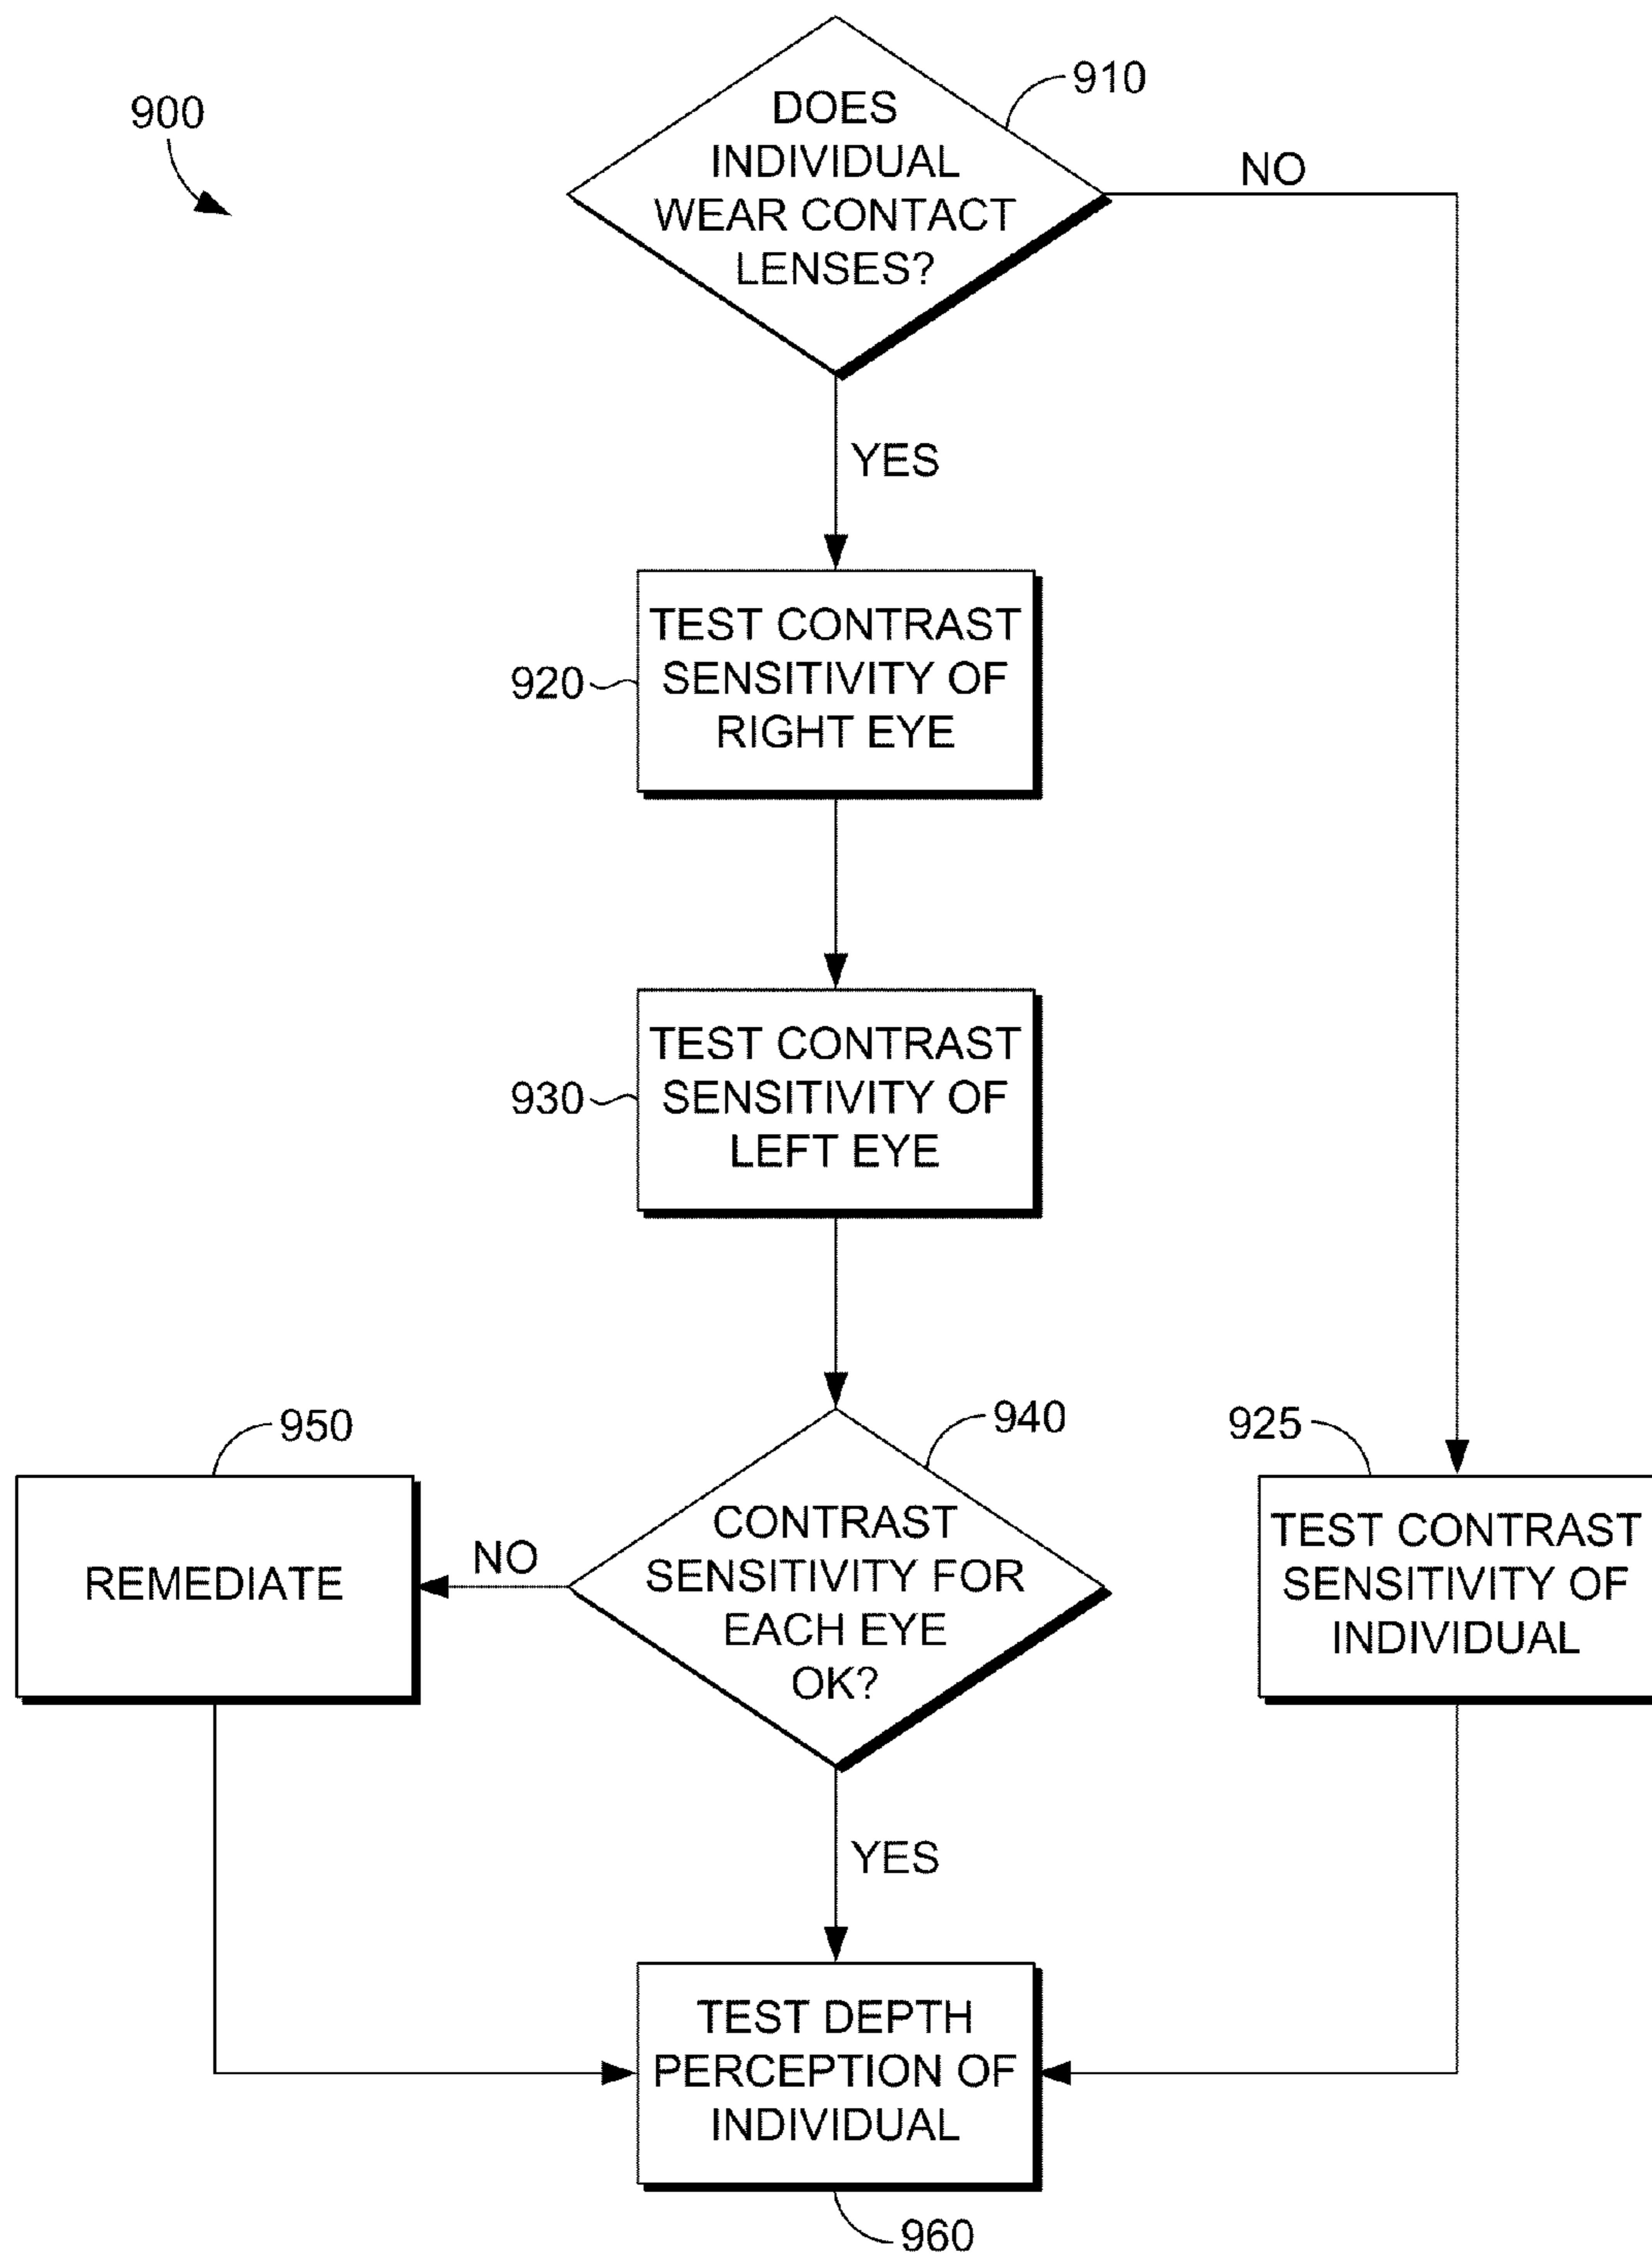 900
910
DOES
INDIVIDUAL
WEAR CONTACT
LENSES?
NO
YES
920
TEST CONTRAST
SENSITIVITY OF
RIGHT EYE
930
TEST CONTRAST
SENSITIVITY OF
LEFT EYE
950
REMEDIATE
NO
940
CONTRAST
SENSITIVITY FOR
EACH EYE
OK?
925
TEST CONTRAST
SENSITIVITY OF
INDIVIDUAL
YES
TEST DEPTH
PERCEPTION OF
INDIVIDUAL
960